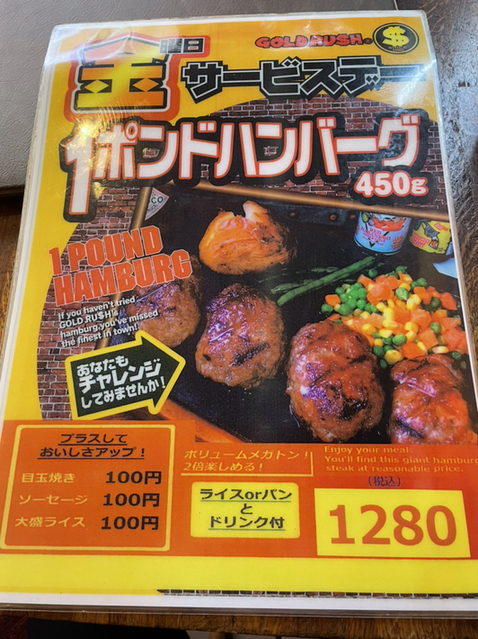 金曜日
GOLD RU$H®
$
サービスデー
1ポンドハンバーグ
450g
1 POUND
HAMBURG
If you haven't tried
GOLD RU$H's
hamburg,you've missed
the finest in town!
あなたも
チャレンジ
してみませんか!
プラスして
おいしさアップ!
目玉焼き 100円
ソーセージ 100円
大盛ライス 100円
ボリュームメガトン!
2倍楽しめる!
ライスorパン
と
ドリンク付
Enjoy your meal
You'll find this giant hamburg
steak at reasonable price.
(税込)
1280